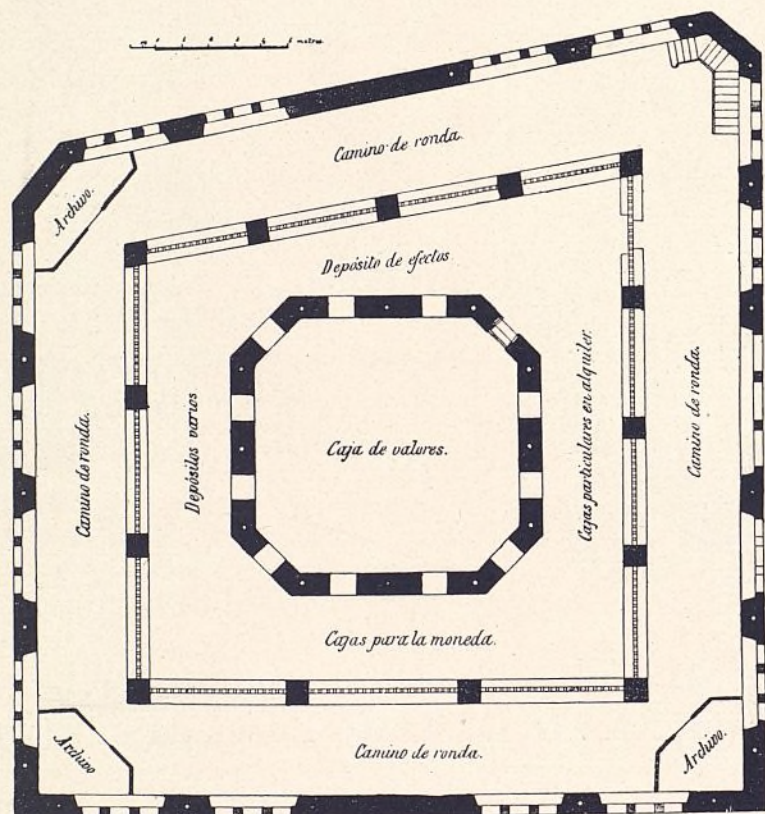 metros
Camino de ronda.
Archivo.
Depósito de efectos
Camino de ronda.
Depósitos varios
Caja de valores.
Cajas particulares en alquiler.
Camino de ronda.
Cajas para la moneda.
Archivo
Camino de ronda.
Archivo.